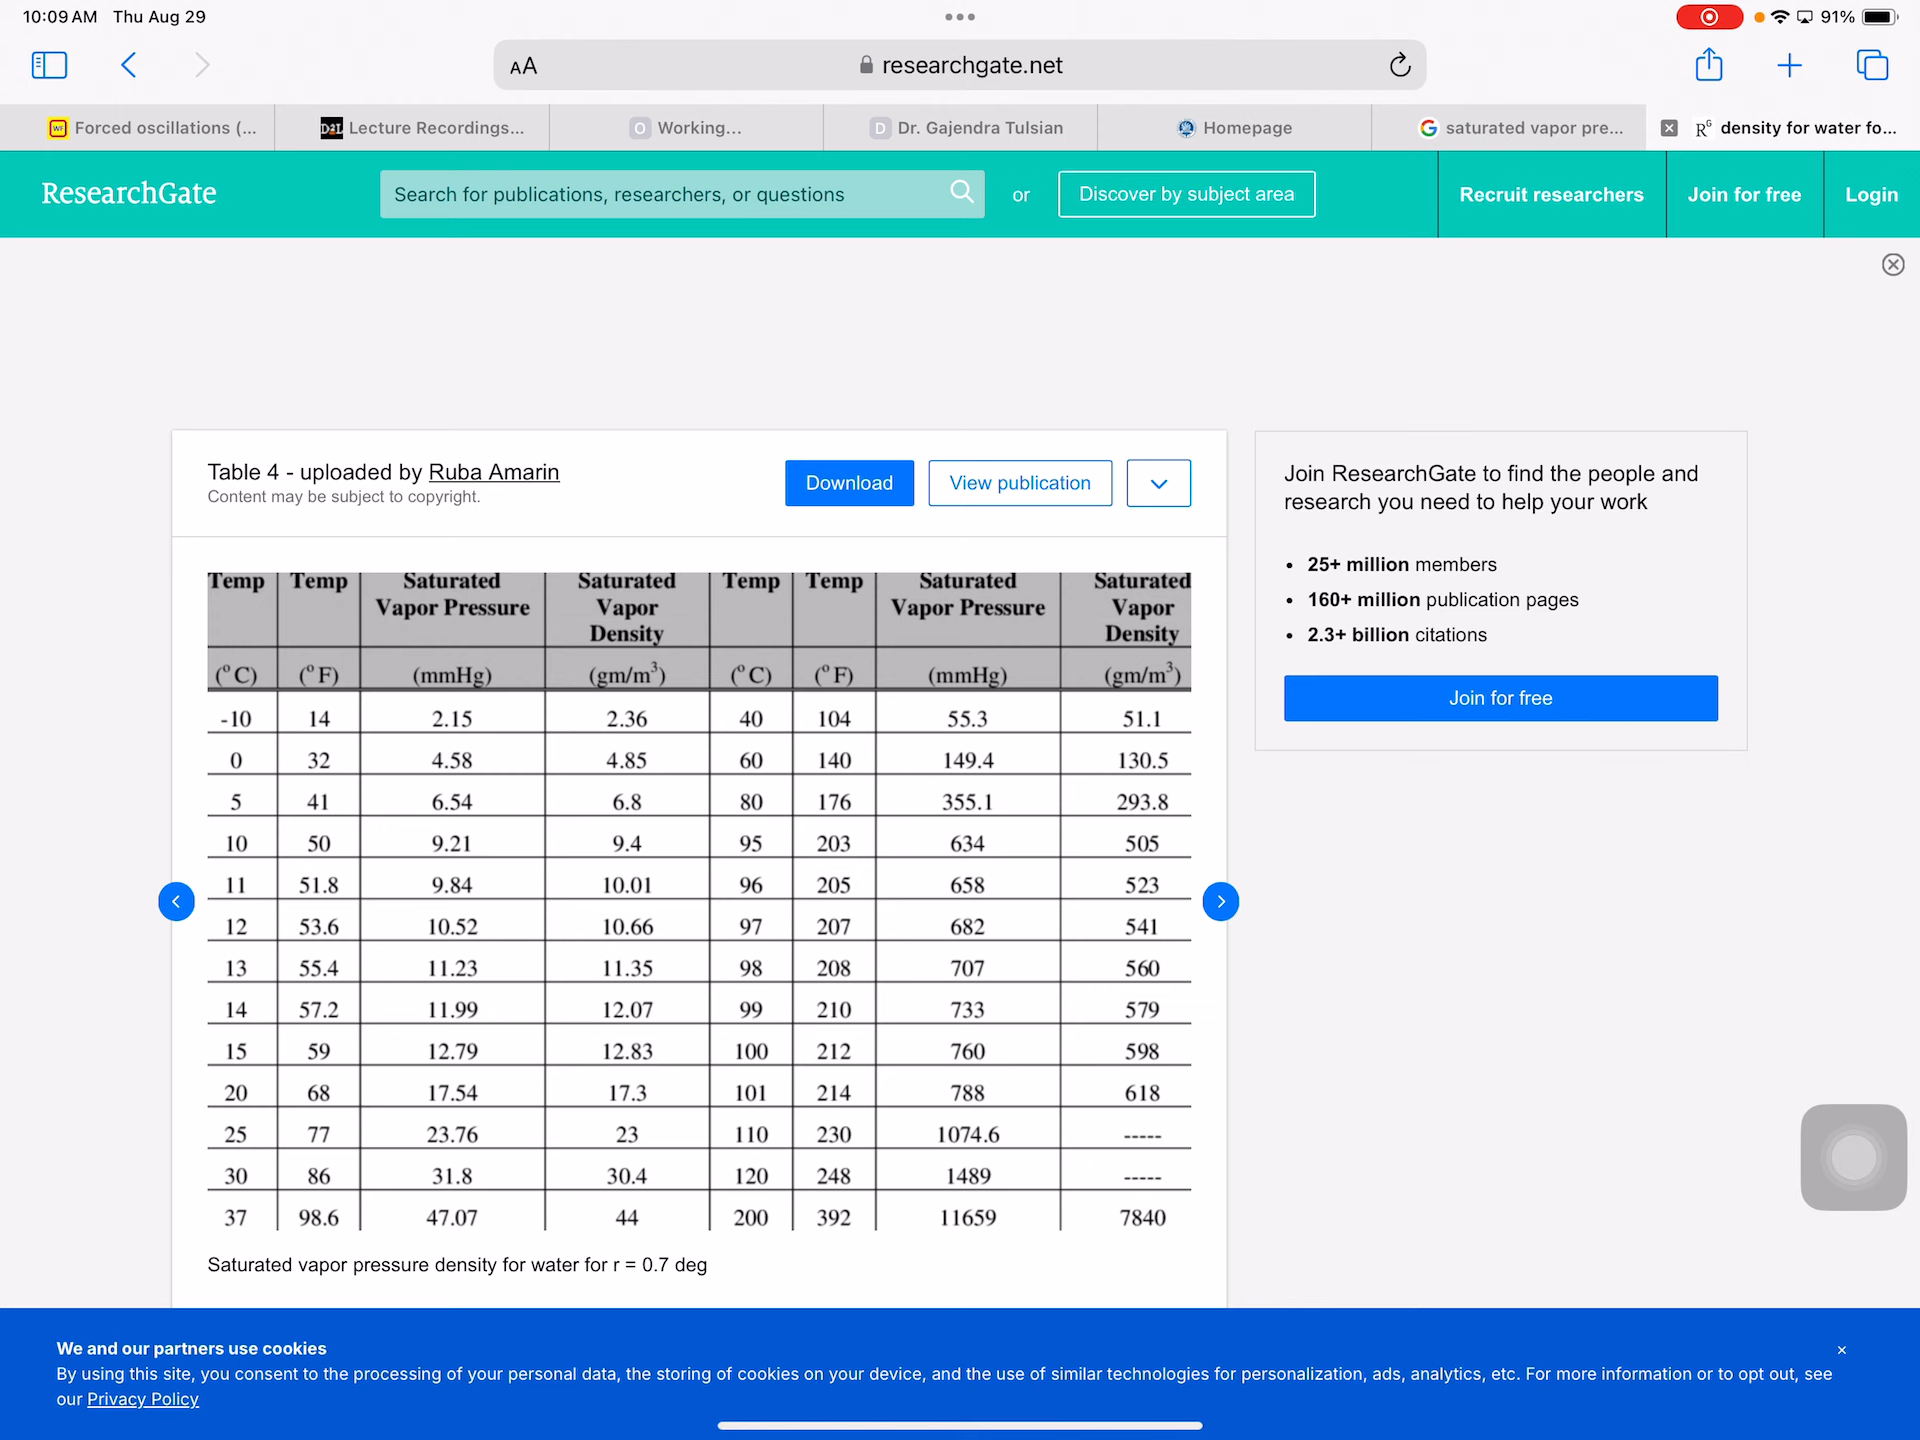 10:09 AM Thu Aug 29
91%
AA researchgate.net
Forced oscillations (... Lecture Recordings... Working... Dr. Gajendra Tulsian Homepage saturated vapor pre... density for water fo...
ResearchGate Search for publications, researchers, or questions or Discover by subject area Recruit researchers Join for free Login
Table 4 - uploaded by Ruba Amarin
Content may be subject to copyright.
Download View publication
Temp Temp Saturated Vapor Pressure Saturated Vapor Density Temp Temp Saturated Vapor Pressure Saturated Vapor Density
(°C) (°F) (mmHg) (gm/m³) (°C) (°F) (mmHg) (gm/m³)
-10 14 2.15 2.36 40 104 55.3 51.1
0 32 4.58 4.85 60 140 149.4 130.5
5 41 6.54 6.8 80 176 355.1 293.8
10 50 9.21 9.4 95 203 634 505
11 51.8 9.84 10.01 96 205 658 523
12 53.6 10.52 10.66 97 207 682 541
13 55.4 11.23 11.35 98 208 707 560
14 57.2 11.99 12.07 99 210 733 579
15 59 12.79 12.83 100 212 760 598
20 68 17.54 17.3 101 214 788 618
25 77 23.76 23 110 230 1074.6 -----
30 86 31.8 30.4 120 248 1489 -----
37 98.6 47.07 44 200 392 11659 7840
Saturated vapor pressure density for water for r = 0.7 deg
Join ResearchGate to find the people and
research you need to help your work
• 25+ million members
• 160+ million publication pages
• 2.3+ billion citations
Join for free
We and our partners use cookies
By using this site, you consent to the processing of your personal data, the storing of cookies on your device, and the use of similar technologies for personalization, ads, analytics, etc. For more information or to opt out, see
our Privacy Policy